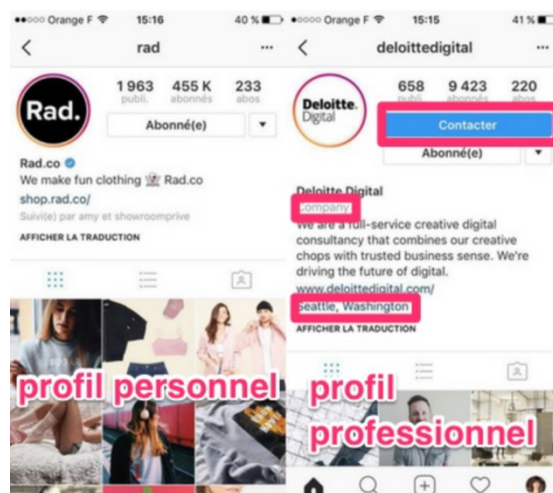 Orange F 15:16 40 %
rad
Rad.
1 963 455 K 233
publi. abonnés abos
Abonné(e)
Rad.co
We make fun clothing Rad.co
shop.rad.co/
Suivi(e) par amy et showroomprive
AFFICHER LA TRADUCTION
profil personnel
Orange F 15:15 41 %
deloittedigital
Deloitte.
Digital
658 9 423 220
publi. abonnés abos
Contacter
Abonné(e)
Deloitte Digital
Company
We are a full-service creative digital
consultancy that combines our creative
chops with trusted business sense. We're
driving the future of digital.
www.deloittedigital.com/
Seattle, Washington
AFFICHER LA TRADUCTION
profil
professionnel